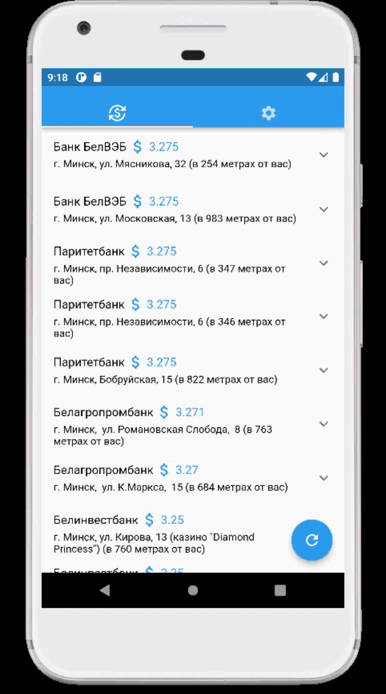 9:18
Банк БелВЭБ $ 3.275
г. Минск, ул. Мясникова, 32 (в 254 метрах от вас)
Банк БелВЭБ $ 3.275
г. Минск, ул. Московская, 13 (в 983 метрах от вас)
Паритетбанк $ 3.275
г. Минск, пр. Независимости, 6 (в 347 метрах от
вас)
Паритетбанк $ 3.275
г. Минск, пр. Независимости, 6 (в 346 метрах от
вас)
Паритетбанк $ 3.275
г. Минск, Бобруйская, 15 (в 822 метрах от вас)
Белагропромбанк $ 3.271
г. Минск, ул. Романовская Слобода, 8 (в 763
метрах от вас)
Белагропромбанк $ 3.27
г. Минск, ул. К.Маркса, 15 (в 684 метрах от вас)
Белинвестбанк $ 3.25
г. Минск, ул. Кирова, 13 (казино "Diamond
Princess") (в 760 метрах от вас)